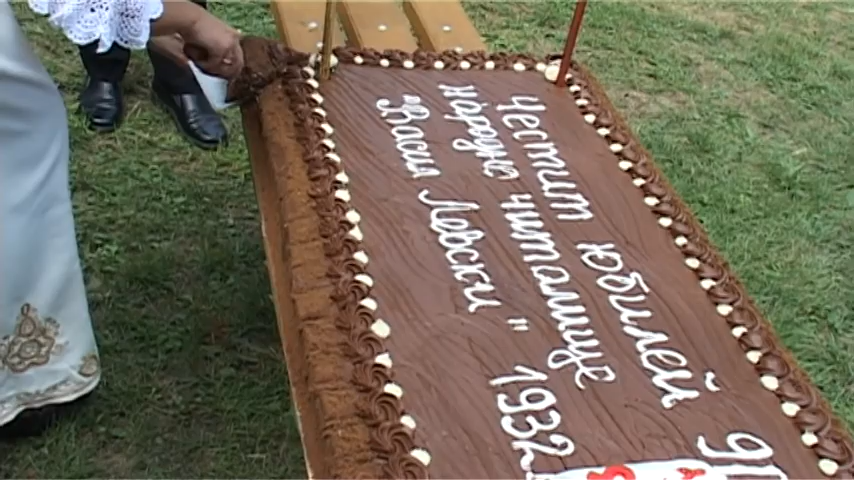 Честит юбилей
народно читалище
"Васил Левски" 1932